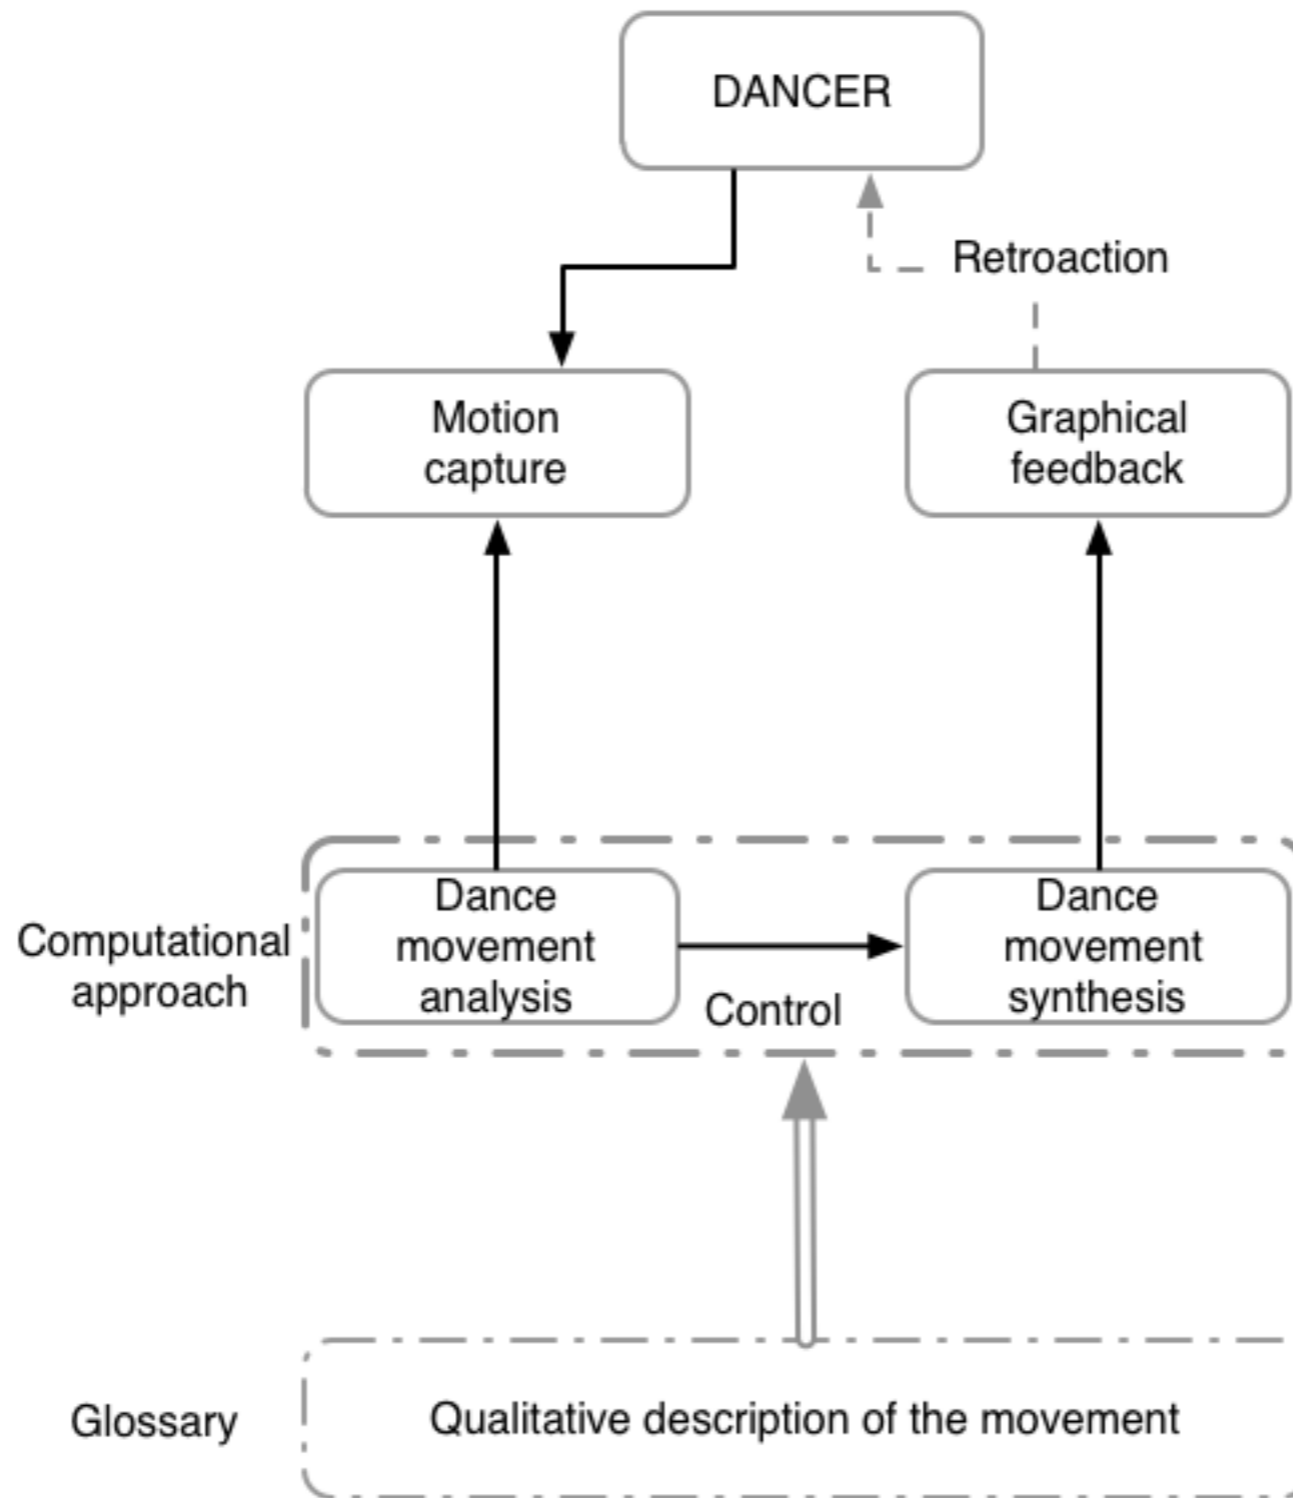 DANCER
Retroaction
Motion
capture
Graphical
feedback
Computational
approach
Dance
movement
analysis
Control
Dance
movement
synthesis
Glossary
Qualitative description of the movement